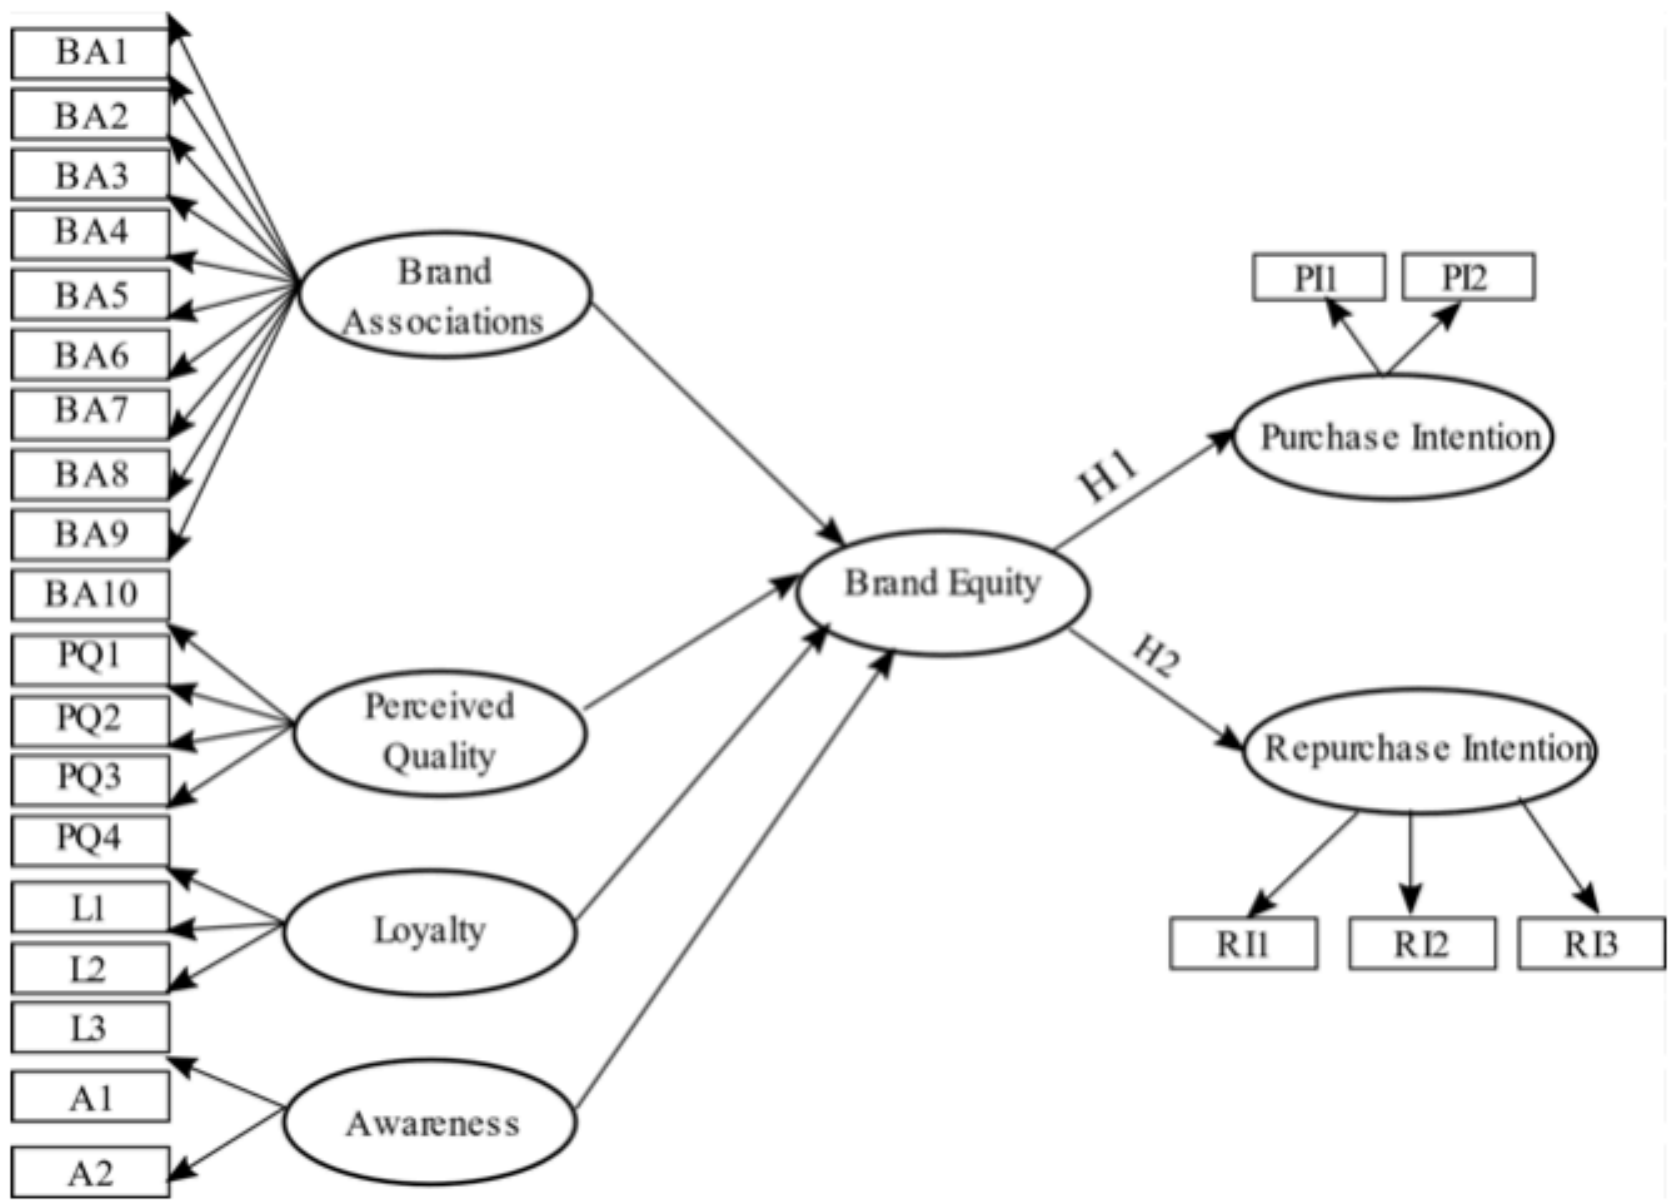 BA1
BA2
BA3
BA4
BA5
BA6
BA7
BA8
BA9
BA10
PQ1
PQ2
PQ3
PQ4
L1
L2
L3
A1
A2
Brand
Associations
Perceived
Quality
Loyalty
Awareness
Brand Equity
H1
H2
PI1
PI2
Purchase Intention
Repurchase Intention
RI1
RI2
RI3